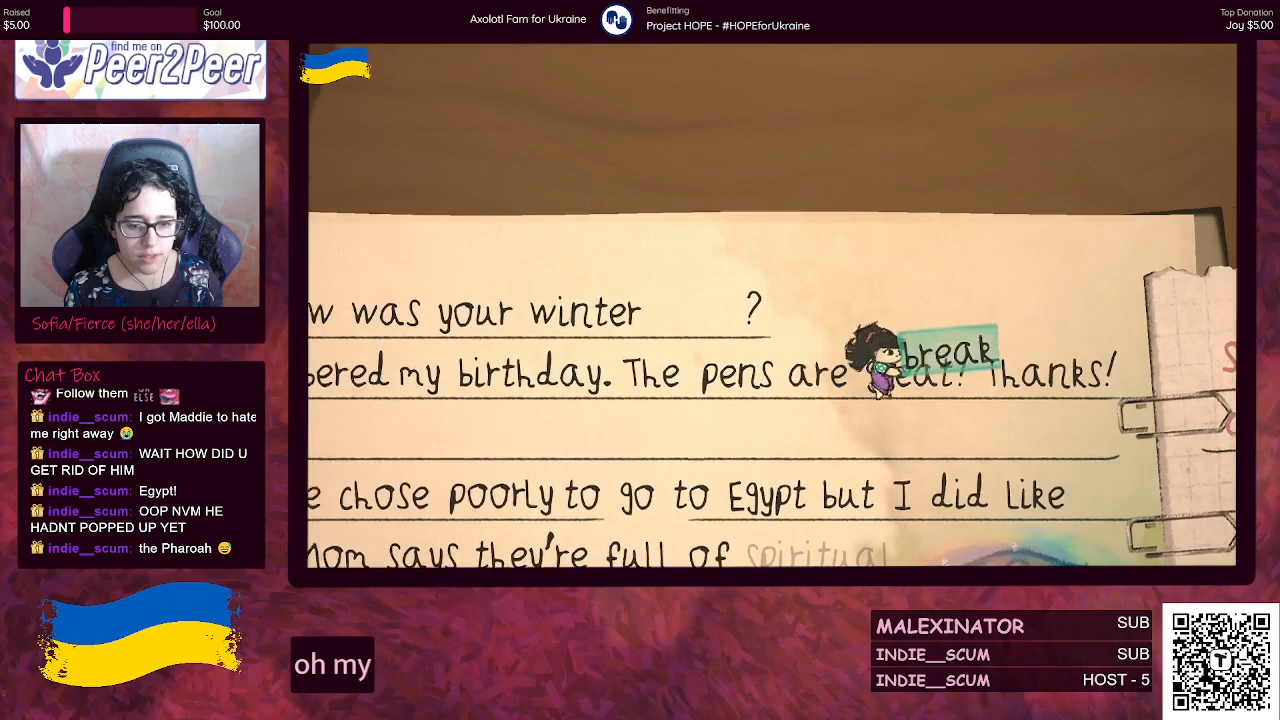 Raised
$5.00
Goal
$100.00
Axolotl Fam for Ukraine
Benefitting
Project HOPE - #HOPEforUkraine
Top Donation
Joy $5.00
find me on
Peer2Peer
Sofia/Fierce (she/her/ella)
Chat Box
Follow them OR ELSE
indie__scum: I got Maddie to hate
me right away
indie__scum: WAIT HOW DID U
GET RID OF HIM
indie__scum: Egypt!
indie__scum: OOP NVM HE
HADNT POPPED UP YET
indie__scum: the Pharoah
w was your winter ?
break
bered my birthday. The pens are Thanks!
e chose poorly to go to Egypt but I did like
Mom says they're full of spiritual
oh my
MALEXINATOR SUB
INDIE__SCUM SUB
INDIE__SCUM HOST - 5